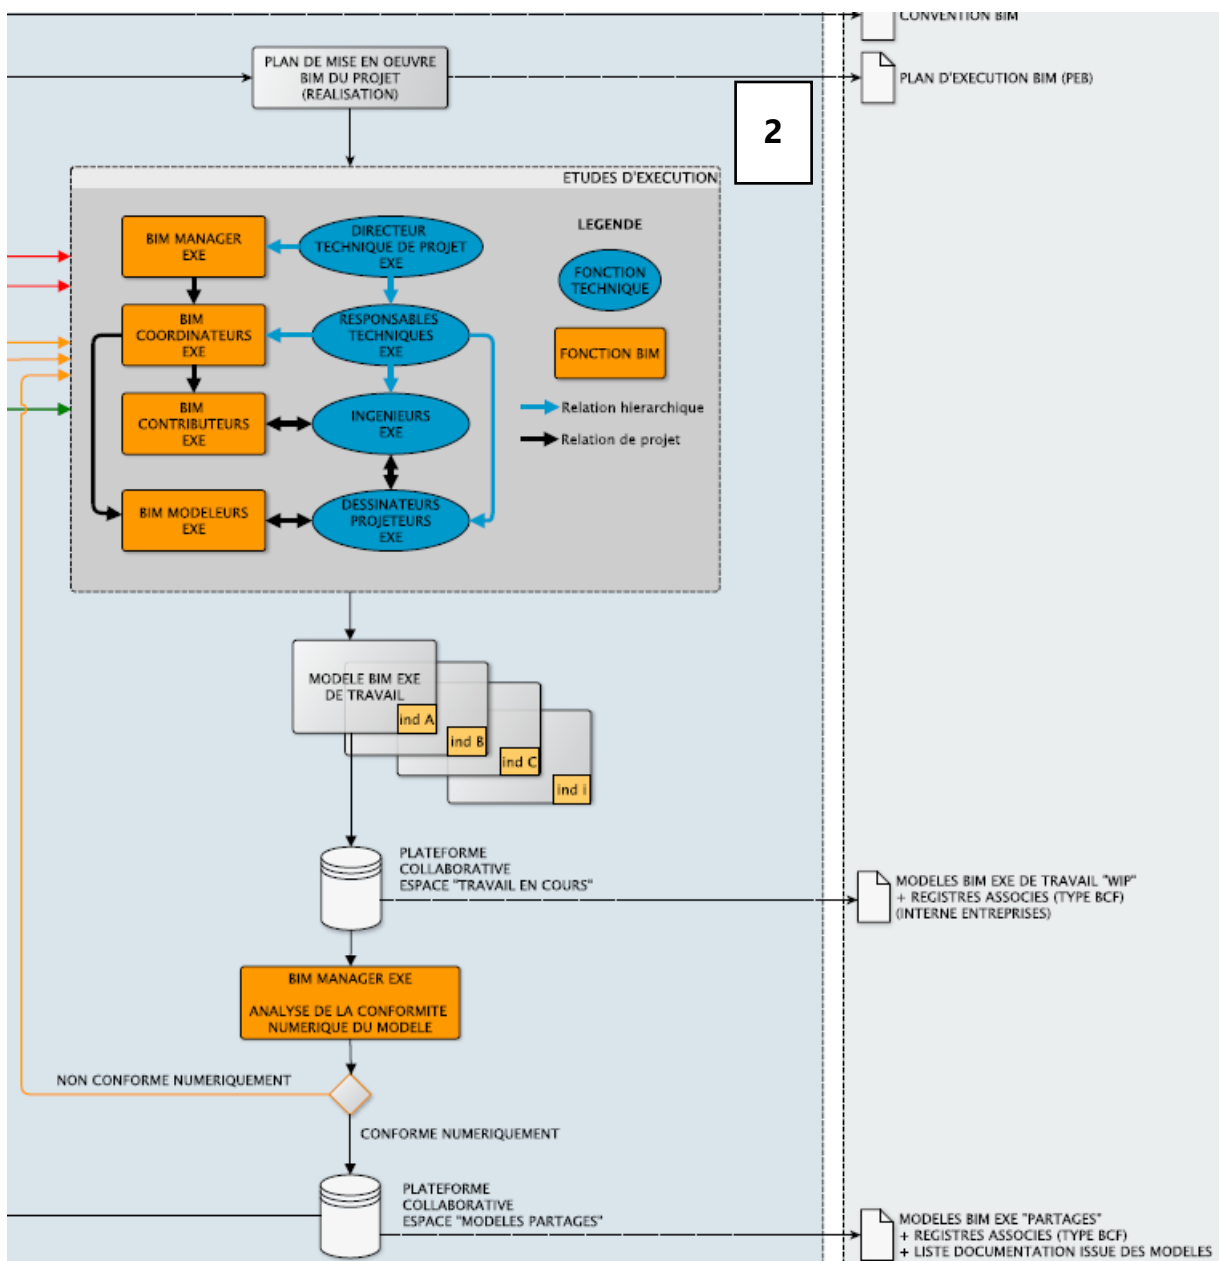 CONVENTION BIM
PLAN DE MISE EN OEUVRE
BIM DU PROJET
(REALISATION)
PLAN D'EXECUTION BIM (PEB)
2
ETUDES D'EXECUTION
BIM MANAGER
EXE
DIRECTEUR
TECHNIQUE DE PROJET
EXE
LEGENDE
FONCTION
TECHNIQUE
BIM
COORDINATEURS
EXE
RESPONSABLES
TECHNIQUES
EXE
FONCTION BIM
BIM
CONTRIBUTEURS
EXE
INGENIEURS
EXE
Relation hierarchique
Relation de projet
BIM MODELEURS
EXE
DESSINATEURS
PROJETEURS
EXE
MODELE BIM EXE
DE TRAVAIL
ind A
ind B
ind C
ind i
PLATEFORME
COLLABORATIVE
ESPACE "TRAVAIL EN COURS"
MODELES BIM EXE DE TRAVAIL "WIP"
+ REGISTRES ASSOCIES (TYPE BCF)
(INTERNE ENTREPRISES)
BIM MANAGER EXE
ANALYSE DE LA CONFORMITE
NUMERIQUE DU MODELE
NON CONFORME NUMERIQUEMENT
CONFORME NUMERIQUEMENT
PLATEFORME
COLLABORATIVE
ESPACE "MODELES PARTAGES"
MODELES BIM EXE "PARTAGES"
+ REGISTRES ASSOCIES (TYPE BCF)
+ LISTE DOCUMENTATION ISSUE DES MODELES